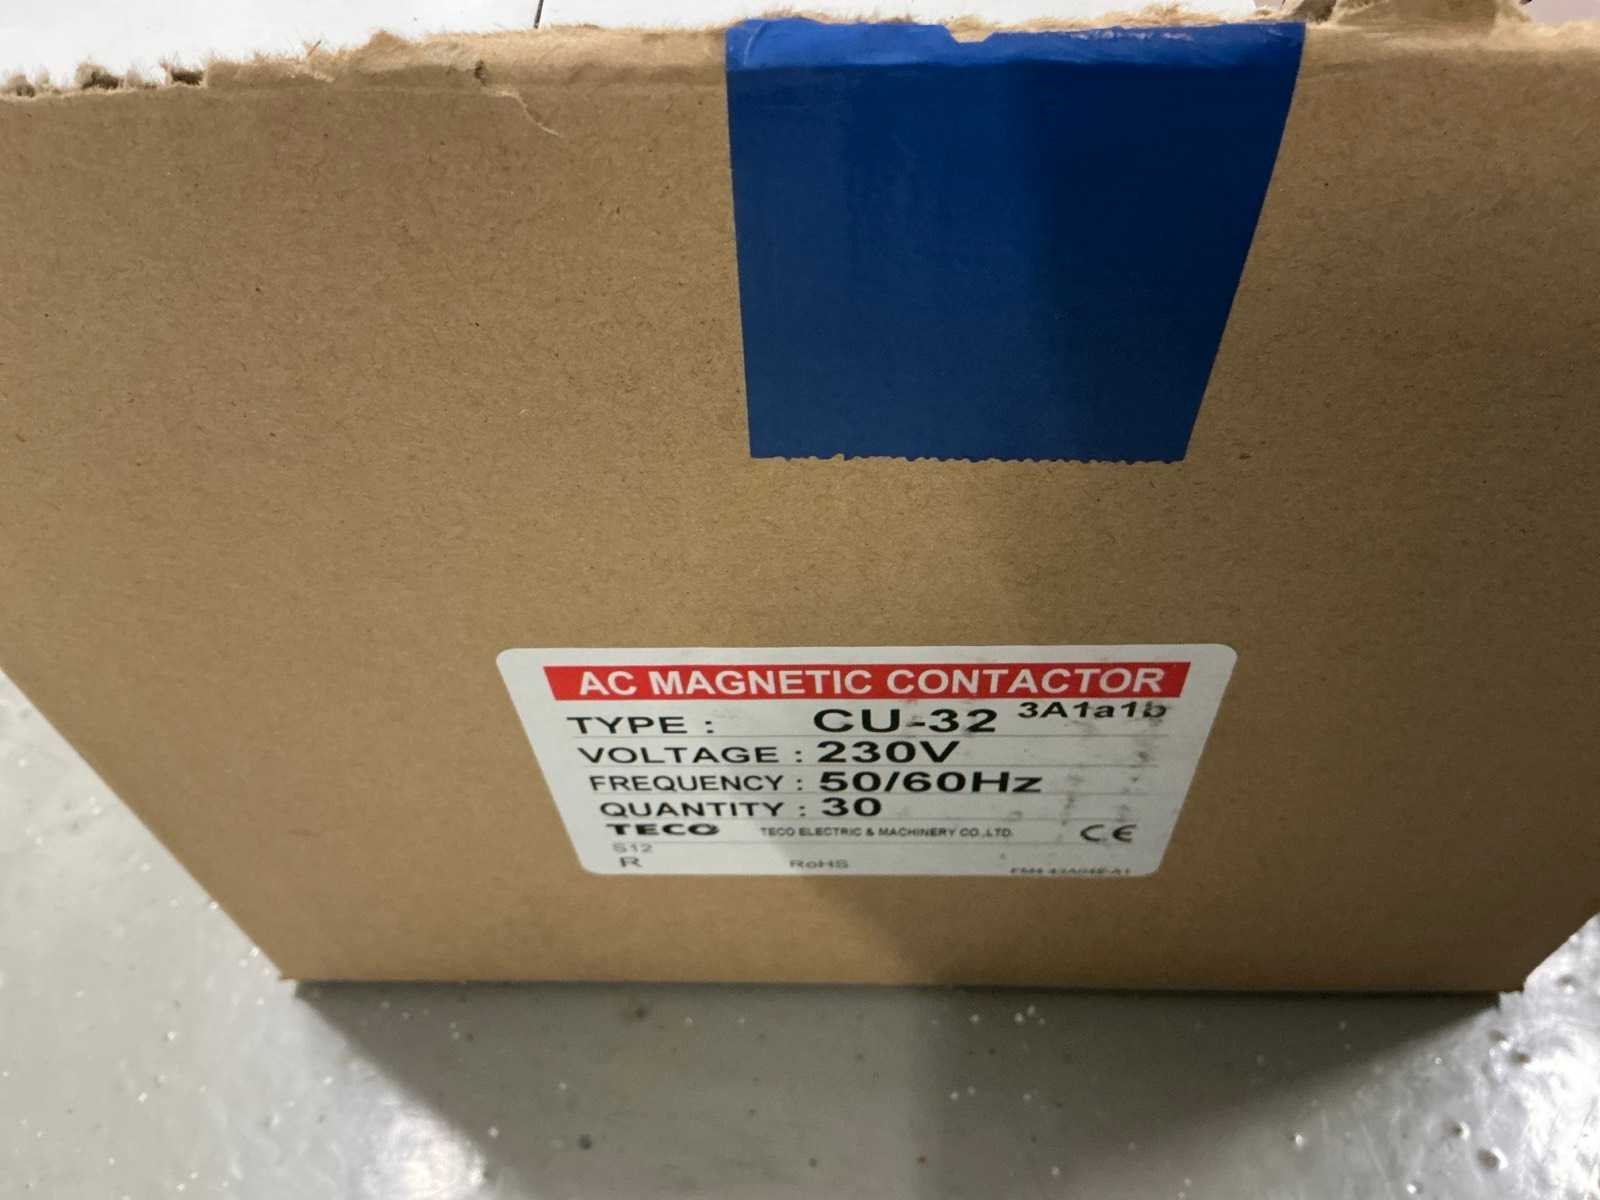 AC MAGNETIC CONTACTOR
TYPE : CU-32 3A1a1b
VOLTAGE : 230V
FREQUENCY : 50/60Hz
QUANTITY : 30
TECO TECO ELECTRIC & MACHINERY CO.,LTD. CE
S12
R RoHS